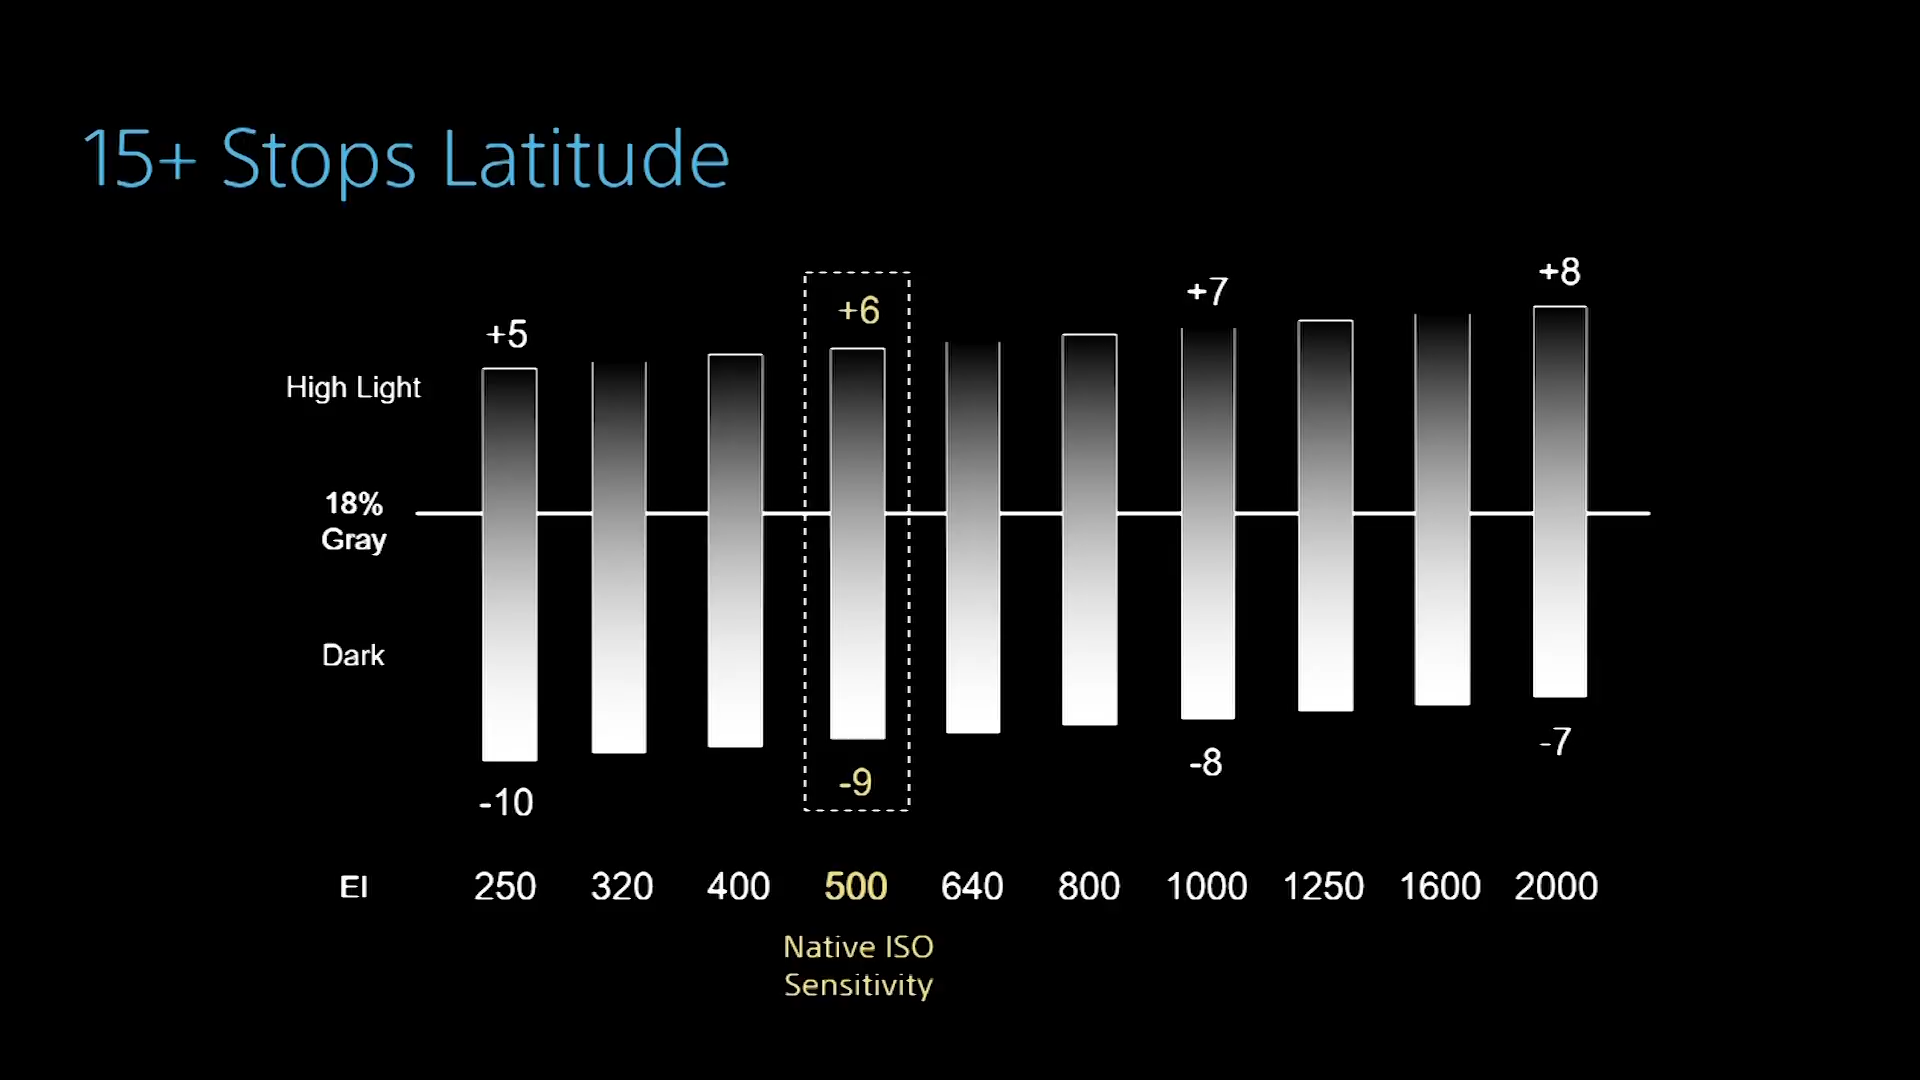 15+ Stops Latitude
+5
+6
+7
+8
High Light
18%
Gray
Dark
-10
-9
-8
-7
EI 250 320 400 500 640 800 1000 1250 1600 2000
Native ISO
Sensitivity